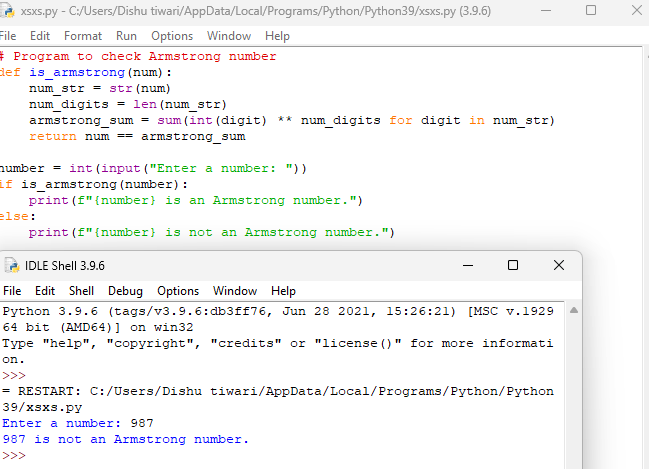 xsxs.py - C:/Users/Dishu tiwari/AppData/Local/Programs/Python/Python39/xsxs.py (3.9.6)
File Edit Format Run Options Window Help
# Program to check Armstrong number
def is_armstrong(num):
    num_str = str(num)
    num_digits = len(num_str)
    armstrong_sum = sum(int(digit) ** num_digits for digit in num_str)
    return num == armstrong_sum
number = int(input("Enter a number: "))
if is_armstrong(number):
    print(f"{number} is an Armstrong number.")
else:
    print(f"{number} is not an Armstrong number.")
IDLE Shell 3.9.6
File Edit Shell Debug Options Window Help
Python 3.9.6 (tags/v3.9.6:db3ff76, Jun 28 2021, 15:26:21) [MSC v.1929
64 bit (AMD64)] on win32
Type "help", "copyright", "credits" or "license()" for more informati
on.
>>>
= RESTART: C:/Users/Dishu tiwari/AppData/Local/Programs/Python/Python
39/xsxs.py
Enter a number: 987
987 is not an Armstrong number.
>>>